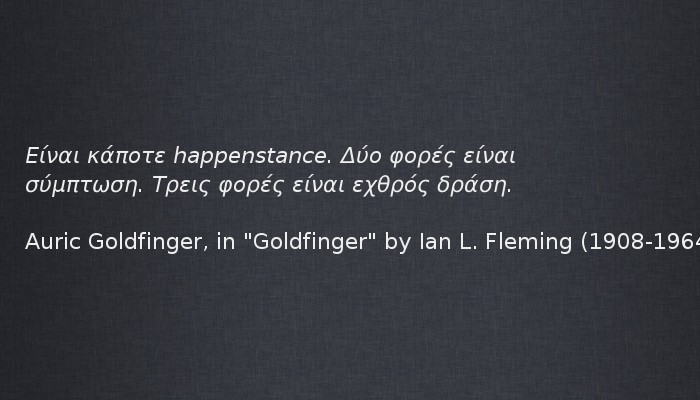 Είναι κάποτε happenstance. Δύο φορές είναι
σύμπτωση. Τρεις φορές είναι εχθρός δράση.
Auric Goldfinger, in "Goldfinger" by Ian L. Fleming (1908-1964